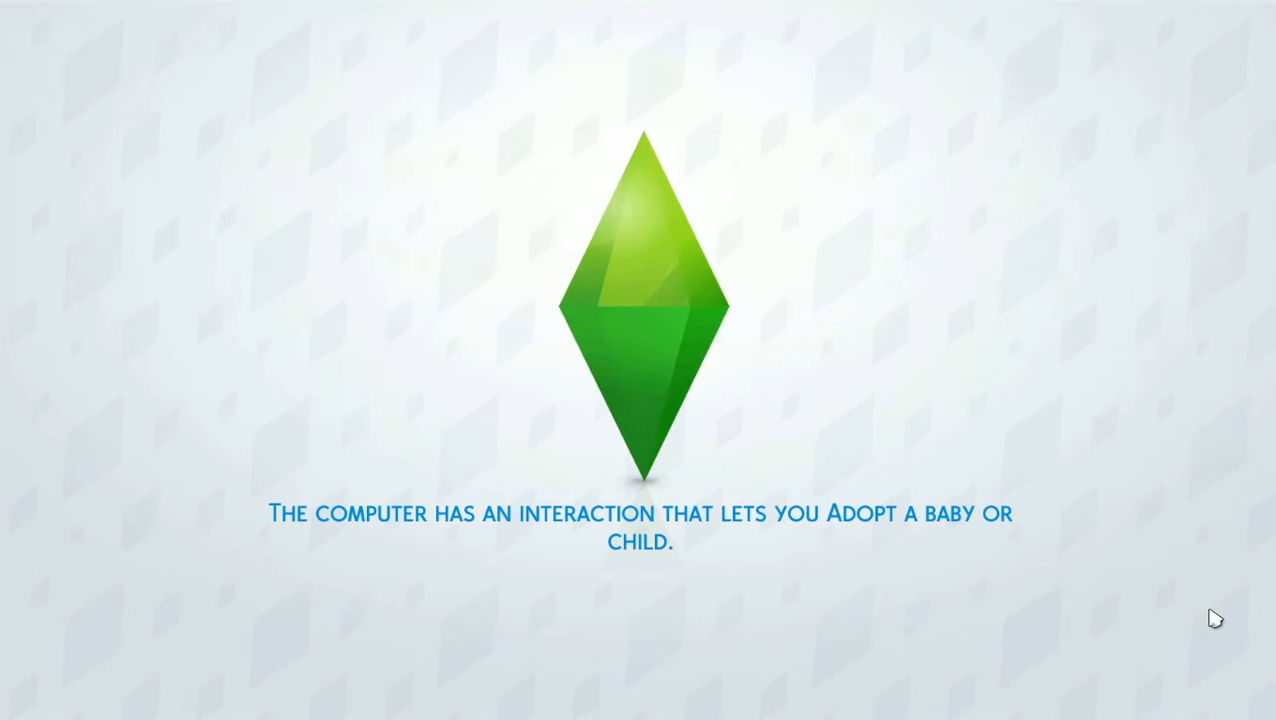 The computer has an interaction that lets you Adopt a baby or
child.